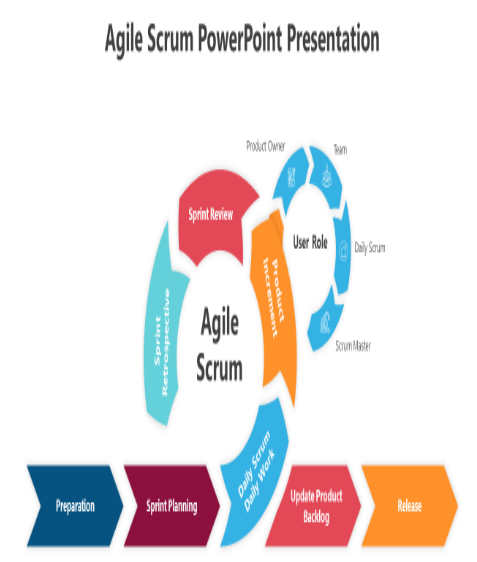 Agile Scrum PowerPoint Presentation
Product Owner
Team
Sprint Review
User Role
Daily Scrum
Product
Increment
Sprint
Retrospective
Agile
Scrum
Scrum Master
Daily Scrum
Daily Work
Preparation
Sprint Planning
Update Product
Backlog
Release